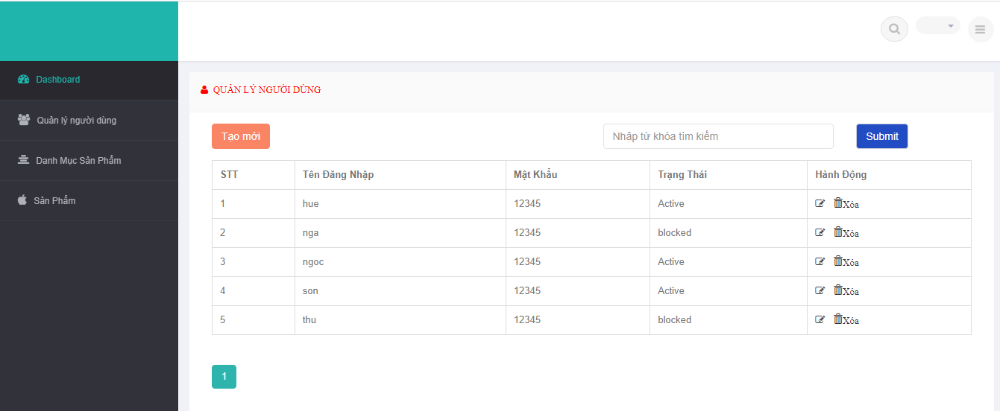 Dashboard
Quản lý người dùng
Danh Mục Sản Phẩm
Sản Phẩm
QUẢN LÝ NGƯỜI DÙNG
Tạo mới Nhập từ khóa tìm kiếm Submit
STT Tên Đăng Nhập Mật Khẩu Trạng Thái Hành Động
1 hue 12345 Active Xóa
2 nga 12345 blocked Xóa
3 ngoc 12345 Active Xóa
4 son 12345 Active Xóa
5 thu 12345 blocked Xóa
1